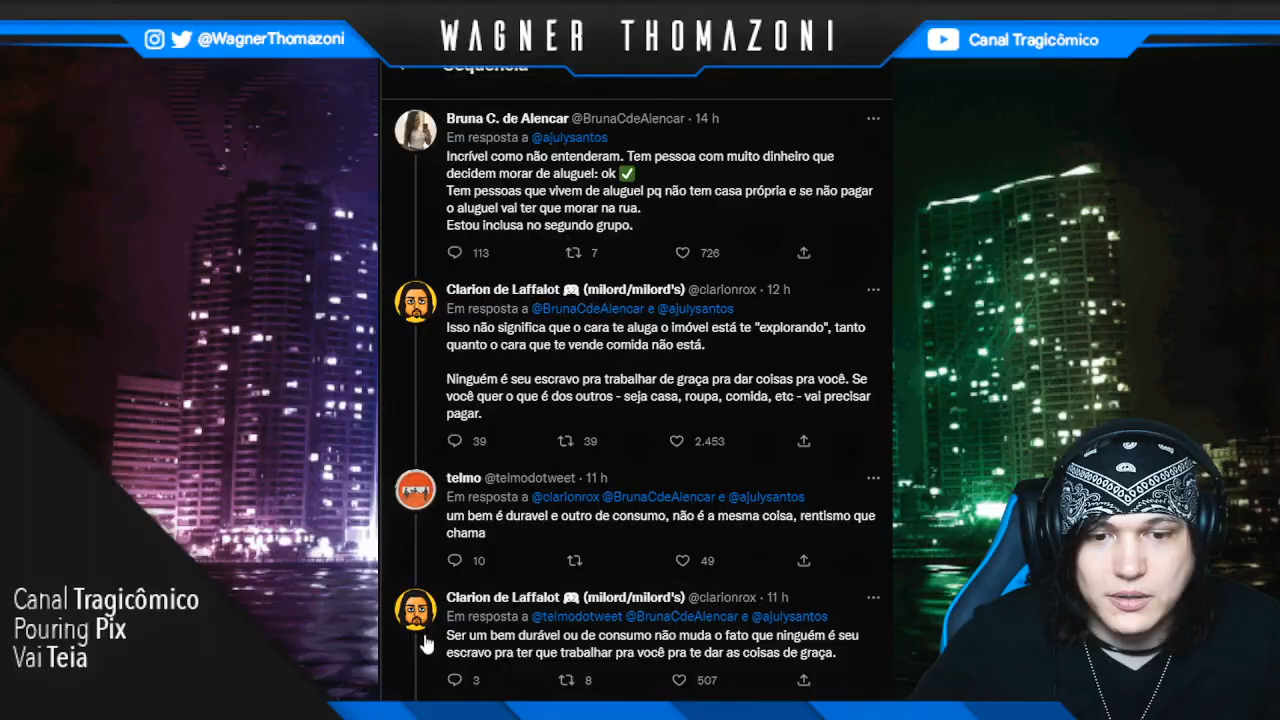 WAGNER THOMAZONI
@WagnerThomazoni
Canal Tragicômico
Sequência
Bruna C. de Alencar @BrunaCdeAlencar · 14 h
Em resposta a @ajulysantos
Incrível como não entenderam. Tem pessoa com muito dinheiro que
decidem morar de aluguel: ok ✅
Tem pessoas que vivem de aluguel pq não tem casa própria e se não pagar
o aluguel vai ter que morar na rua.
Estou inclusa no segundo grupo.
113 7 726
Clarion de Laffalot 🎮 (milord/milord's) @clarionrox · 12 h
Em resposta a @BrunaCdeAlencar e @ajulysantos
Isso não significa que o cara te aluga o imóvel está te "explorando", tanto
quanto o cara que te vende comida não está.
Ninguém é seu escravo pra trabalhar de graça pra dar coisas pra você. Se
você quer o que é dos outros - seja casa, roupa, comida, etc - vai precisar
pagar.
39 39 2.453
telmo @telmodotweet · 11 h
Em resposta a @clarionrox @BrunaCdeAlencar e @ajulysantos
um bem é duravel e outro de consumo, não é a mesma coisa, rentismo que
chama
10 49
Clarion de Laffalot 🎮 (milord/milord's) @clarionrox · 11 h
Em resposta a @telmodotweet @BrunaCdeAlencar e @ajulysantos
Ser um bem durável ou de consumo não muda o fato que ninguém é seu
escravo pra ter que trabalhar pra você pra te dar as coisas de graça.
3 8 507
Canal Tragicômico
Pouring Pix
Vai Teia